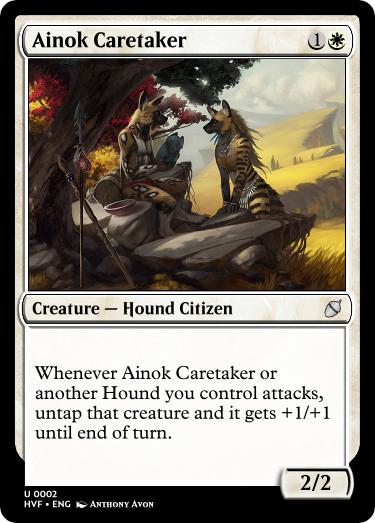 Ainok Caretaker 1
Creature — Hound Citizen
Whenever Ainok Caretaker or
another Hound you control attacks,
untap that creature and it gets +1/+1
until end of turn.
2/2
U 0002
HVF • ENG Anthony Avon